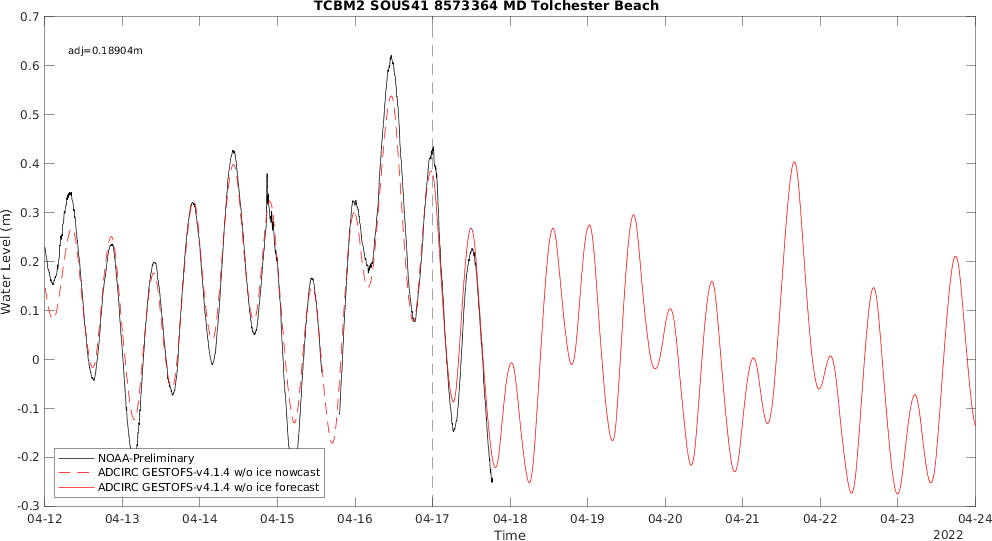 TCBM2 SOUS41 8573364 MD Tolchester Beach
adj=0.18904m
Water Level (m)
0.7
0.6
0.5
0.4
0.3
0.2
0.1
0
-0.1
-0.2
-0.3
NOAA-Preliminary
ADCIRC GESTOFS-v4.1.4 w/o ice nowcast
ADCIRC GESTOFS-v4.1.4 w/o ice forecast
04-12 04-13 04-14 04-15 04-16 04-17 04-18 04-19 04-20 04-21 04-22 04-23 04-24
Time
2022